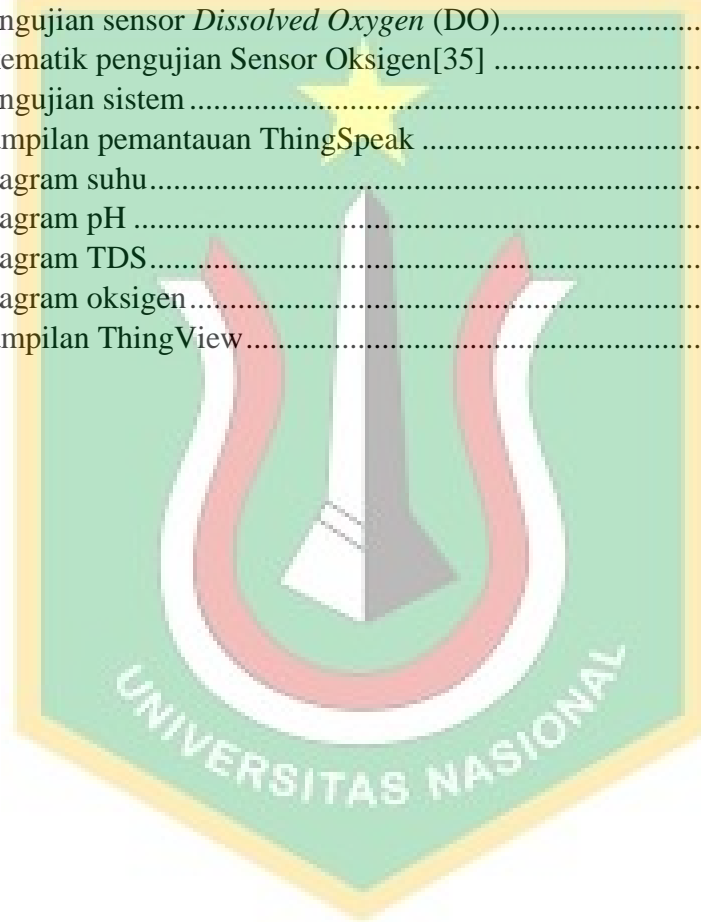 ngujian sensor Dissolved Oxygen (DO)..........................
ematik pengujian Sensor Oksigen[35] ...........................
ngujian sistem................................................................
mpilan pemantauan ThingSpeak ...................................
agram suhu.....................................................................
agram pH .......................................................................
agram TDS.....................................................................
agram oksigen................................................................
mpilan ThingView.........................................................
UNIVERSITAS NASIONAL